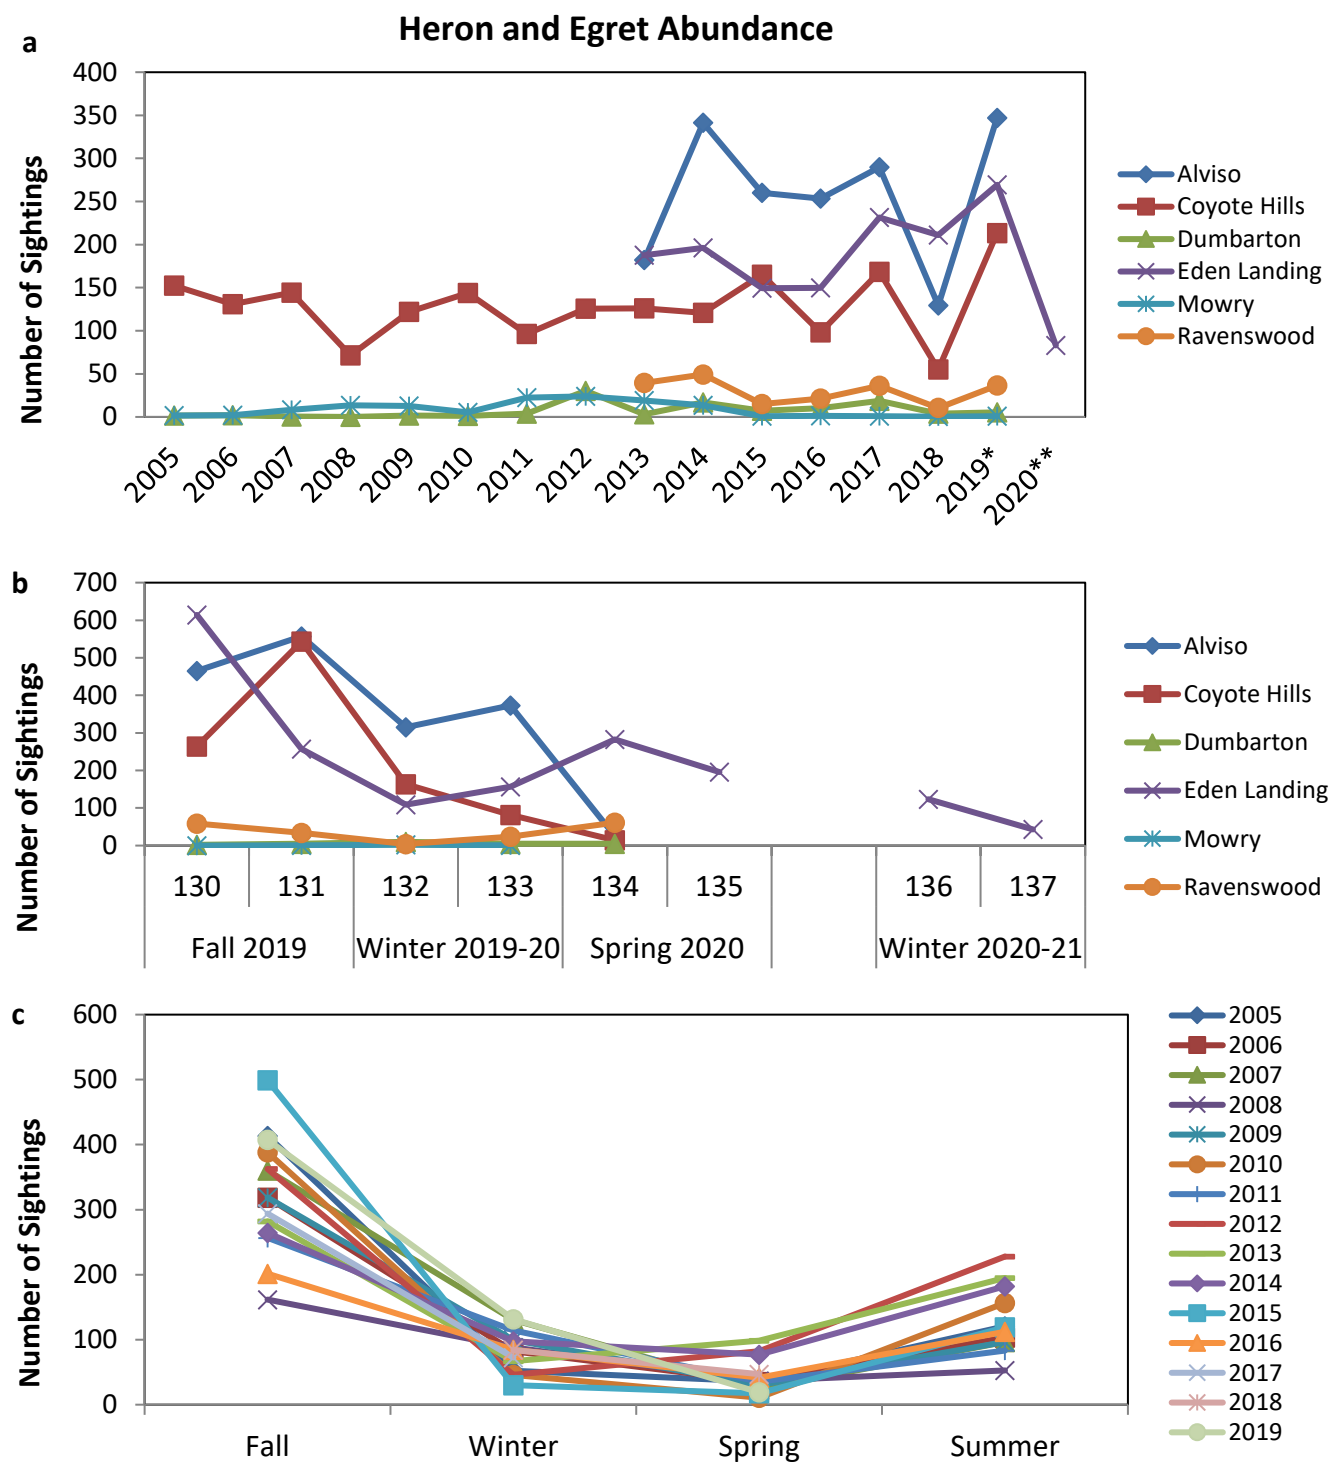 Heron and Egret Abundance
a
400
350
300
250
200
150
100
50
0
Number of Sightings
2005 2006 2007 2008 2009 2010 2011 2012 2013 2014 2015 2016 2017 2018 2019* 2020**
Alviso
Coyote Hills
Dumbarton
Eden Landing
Mowry
Ravenswood
b
700
600
500
400
300
200
100
0
Number of Sightings
130 131 132 133 134 135 136 137
Fall 2019 Winter 2019-20 Spring 2020 Winter 2020-21
Alviso
Coyote Hills
Dumbarton
Eden Landing
Mowry
Ravenswood
c
600
500
400
300
200
100
0
Number of Sightings
Fall Winter Spring Summer
2005
2006
2007
2008
2009
2010
2011
2012
2013
2014
2015
2016
2017
2018
2019